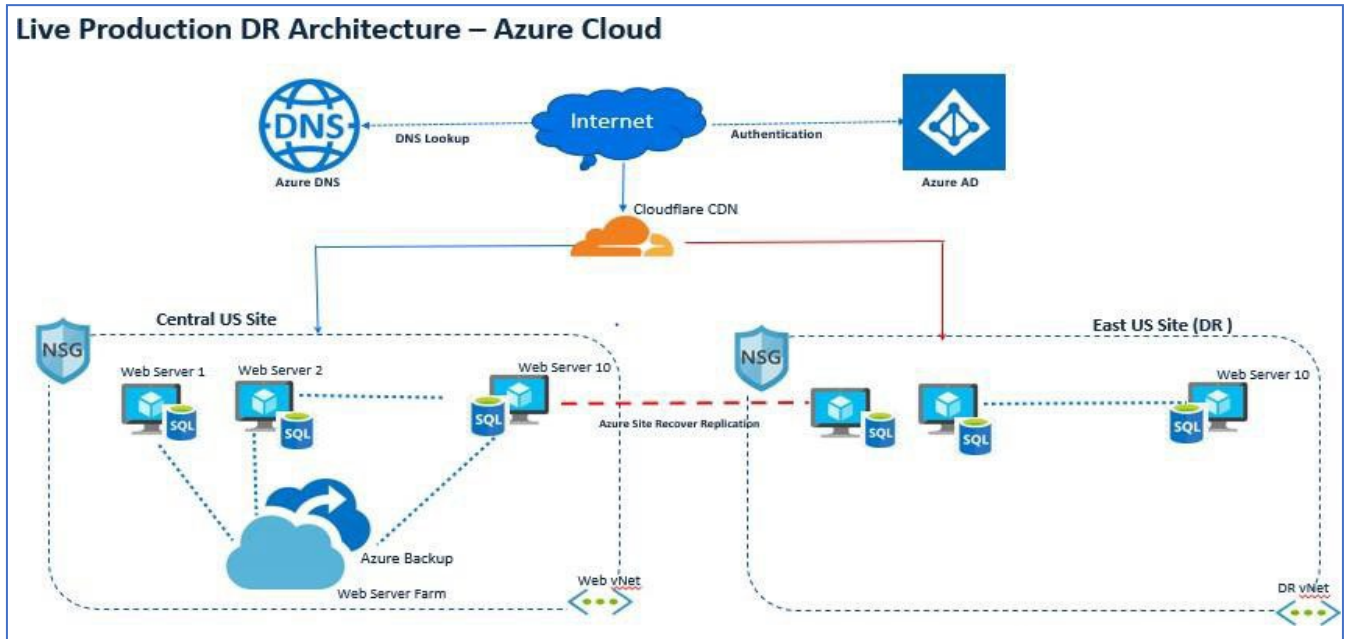 Live Production DR Architecture – Azure Cloud
DNS
Azure DNS
DNS Lookup
Internet
Authentication
Azure AD
Cloudflare CDN
Central US Site
NSG
Web Server 1
SQL
Web Server 2
SQL
Web Server 10
SQL
Azure Backup
Web Server Farm
Web vNet
Azure Site Recover Replication
East US Site (DR )
NSG
SQL
SQL
Web Server 10
SQL
DR vNet